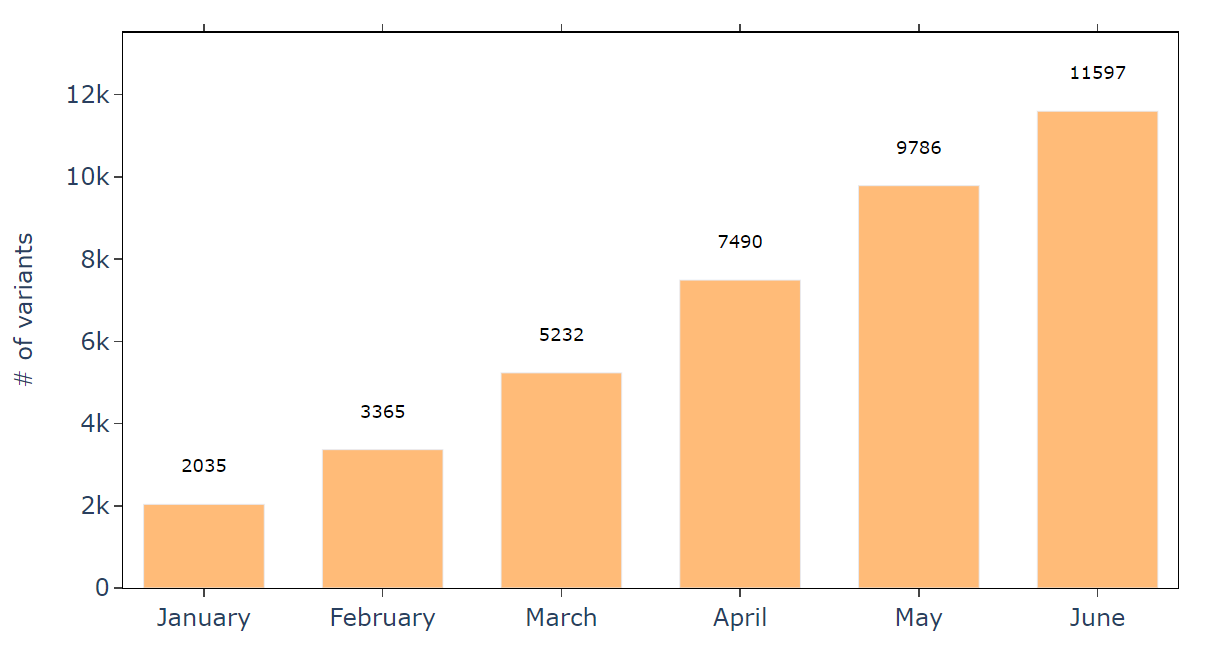 # of variants
12k
10k
8k
6k
4k
2k
0
2035
3365
5232
7490
9786
11597
January
February
March
April
May
June